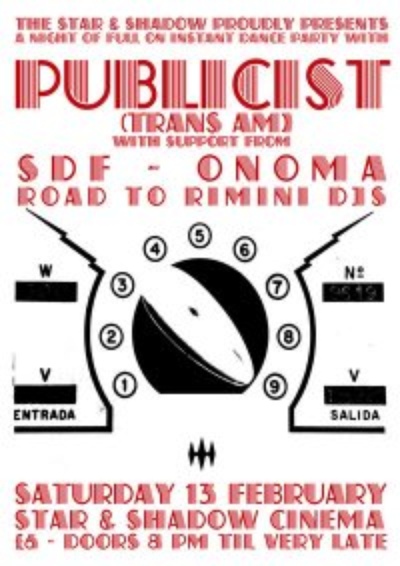 THE STAR & SHADOW PROUDLY PRESENTS
A NIGHT OF FULL ON INSTANT DANCE PARTY WITH
PUBLICIST
(TRANS AM)
WITH SUPPORT FROM
SDF - ONOMA
ROAD TO RIMINI DJS
4 5 6
W Nº
3 7
2 8
V V
1 9
ENTRADA SALIDA
SATURDAY 13 FEBRUARY
STAR & SHADOW CINEMA
£6 - DOORS 8 PM TIL VERY LATE